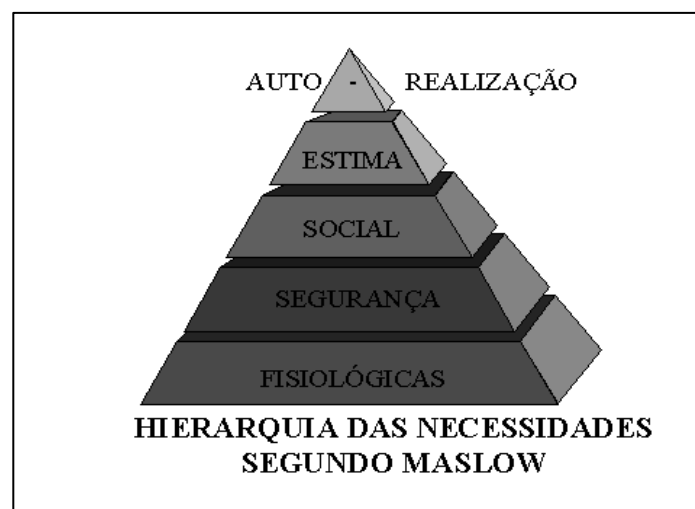 AUTO - REALIZAÇÃO
ESTIMA
SOCIAL
SEGURANÇA
FISIOLÓGICAS
HIERARQUIA DAS NECESSIDADES
SEGUNDO MASLOW